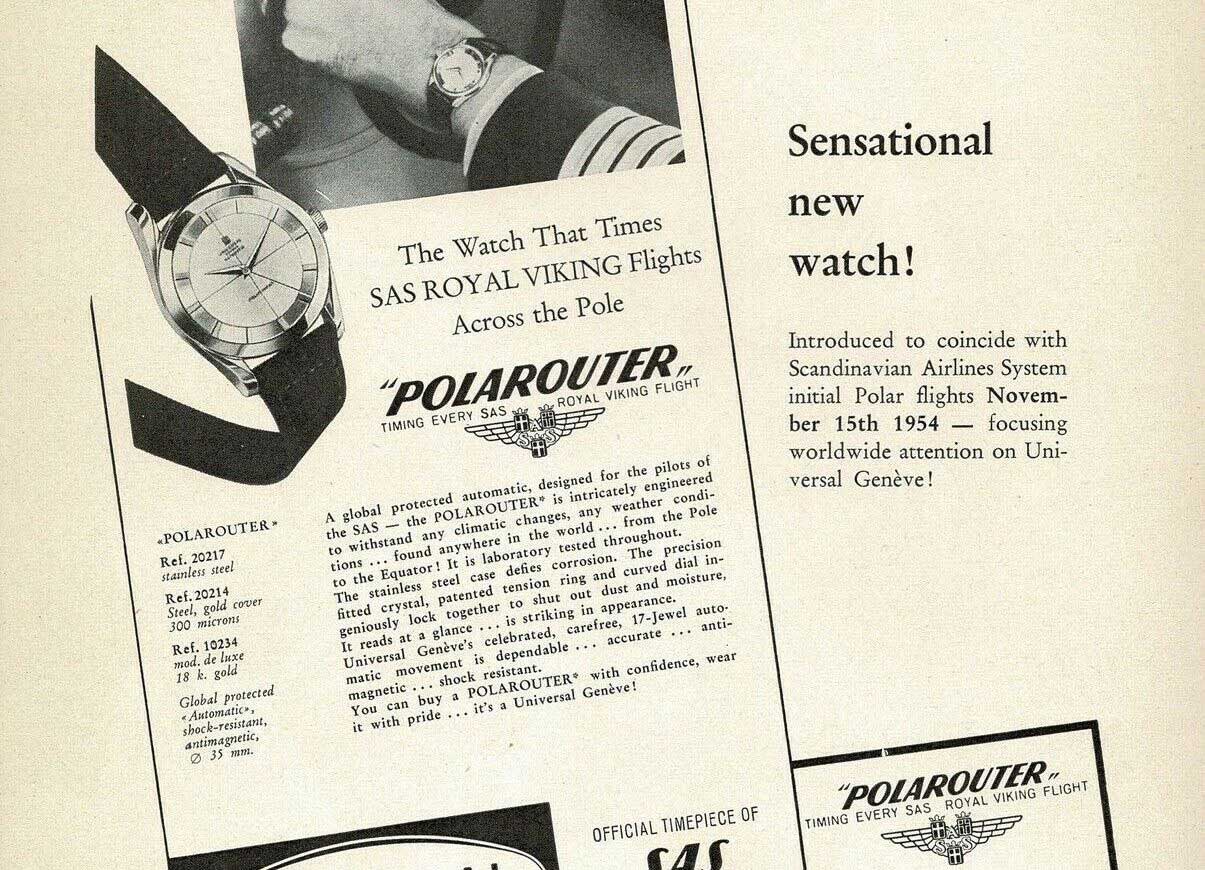 The Watch That Times
SAS ROYAL VIKING Flights
Across the Pole
"POLAROUTER„
TIMING EVERY SAS ROYAL VIKING FLIGHT
SAS
A global protected automatic, designed for the pilots of
the SAS — the POLAROUTER* is intricately engineered
to withstand any climatic changes, any weather condi-
tions ... found anywhere in the world ... from the Pole
to the Equator! It is laboratory tested throughout.
The stainless steel case defies corrosion. The precision
fitted crystal, patented tension ring and curved dial in-
geniously lock together to shut out dust and moisture,
It reads at a glance ... is striking in appearance.
Universal Genève's celebrated, carefree, 17-Jewel auto-
matic movement is dependable ... accurate ... anti-
magnetic ... shock resistant.
You can buy a POLAROUTER* with confidence, wear
it with pride ... it's a Universal Genève!
«POLAROUTER»
Ref. 20217
stainless steel
Ref. 20214
Steel, gold cover
300 microns
Ref. 10234
mod. de luxe
18 k. gold
Global protected
«Automatic»,
shock-resistant,
antimagnetic,
∅ 35 mm.
OFFICIAL TIMEPIECE OF
SAS
Sensational
new
watch!
Introduced to coincide with
Scandinavian Airlines System
initial Polar flights Novem-
ber 15th 1954 — focusing
worldwide attention on Uni-
versal Genève!
"POLAROUTER„
TIMING EVERY SAS ROYAL VIKING FLIGHT
SAS